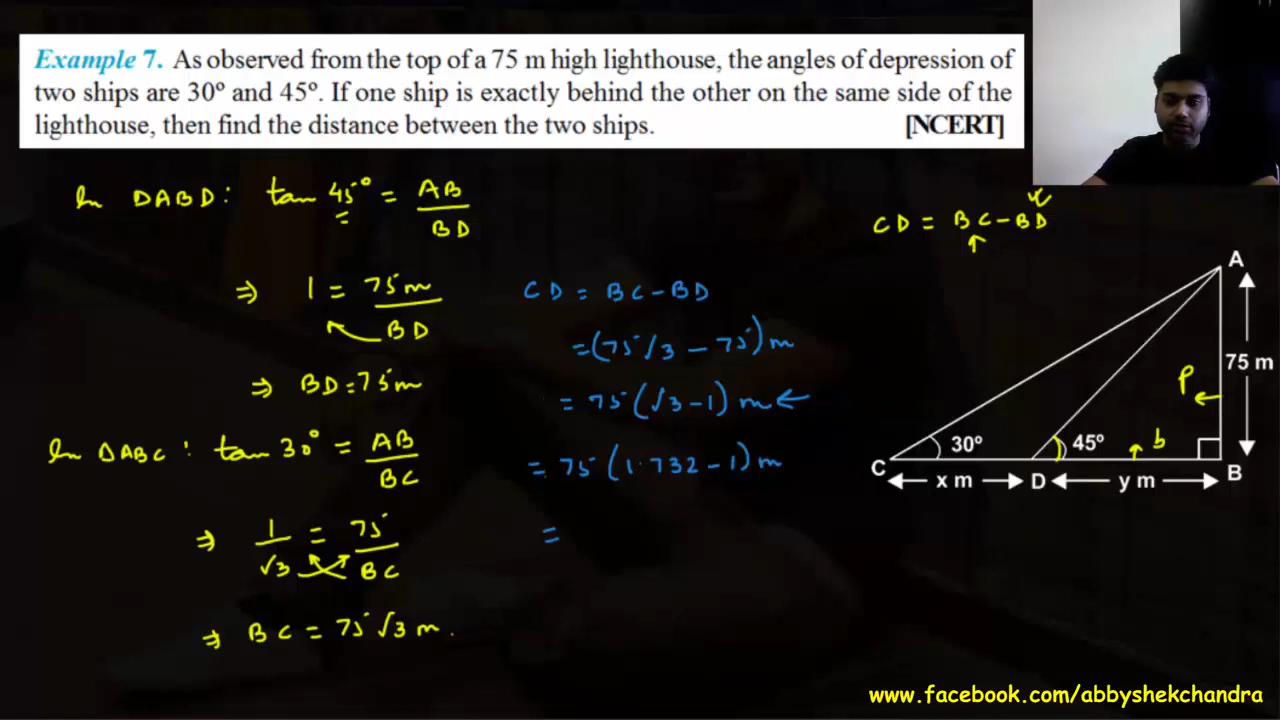 Example 7. As observed from the top of a 75 m high lighthouse, the angles of depression of
two ships are 30º and 45º. If one ship is exactly behind the other on the same side of the
lighthouse, then find the distance between the two ships. [NCERT]
In ΔABD: tan 45° = AB/BD
⇒ 1 = 75m/BD
⇒ BD = 75m
In ΔABC: tan 30° = AB/BC
⇒ 1/√3 = 75/BC
⇒ BC = 75√3 m.
CD = BC - BD
= (75√3 - 75) m
= 75(√3 - 1) m ←
= 75(1.732 - 1) m
=
CD = BC - BD
A
75 m
P
30º
45º
b
C
x m
D
y m
B
www.facebook.com/abbyshekchandra